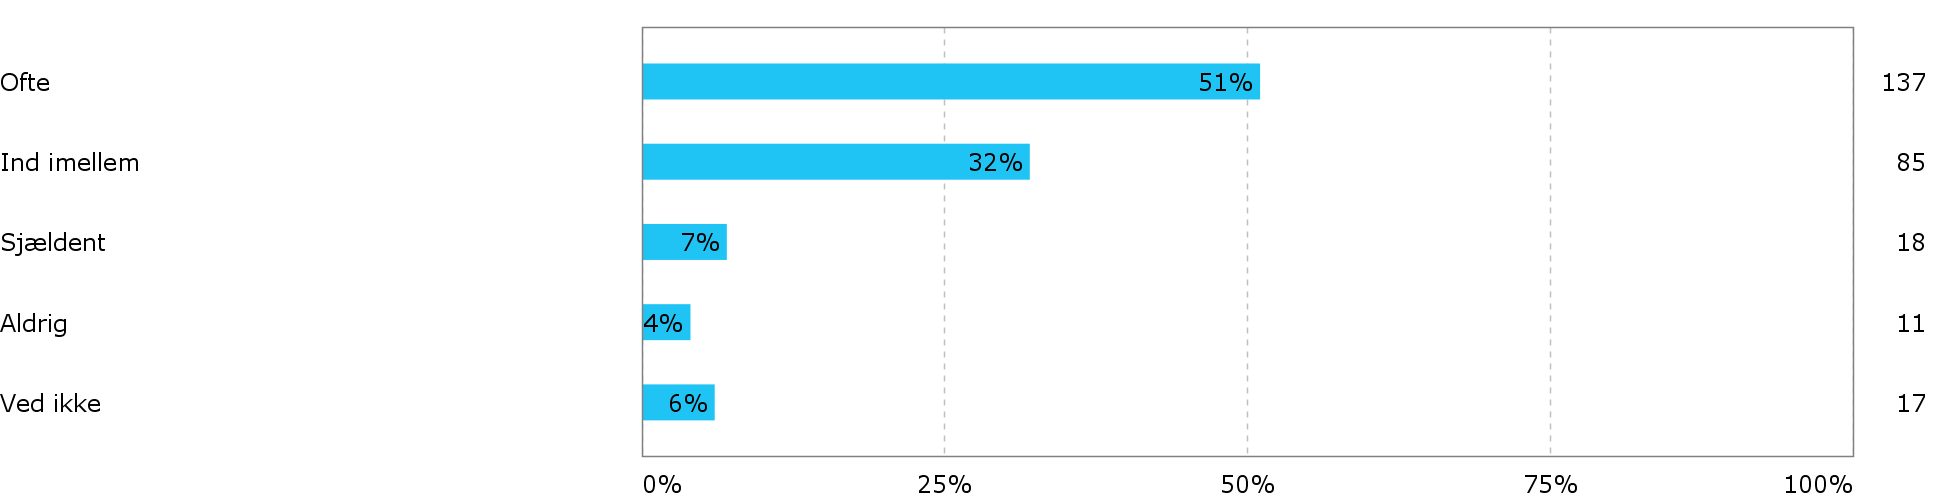 Ofte 51% 137
Ind imellem 32% 85
Sjældent 7% 18
Aldrig 4% 11
Ved ikke 6% 17
0% 25% 50% 75% 100%